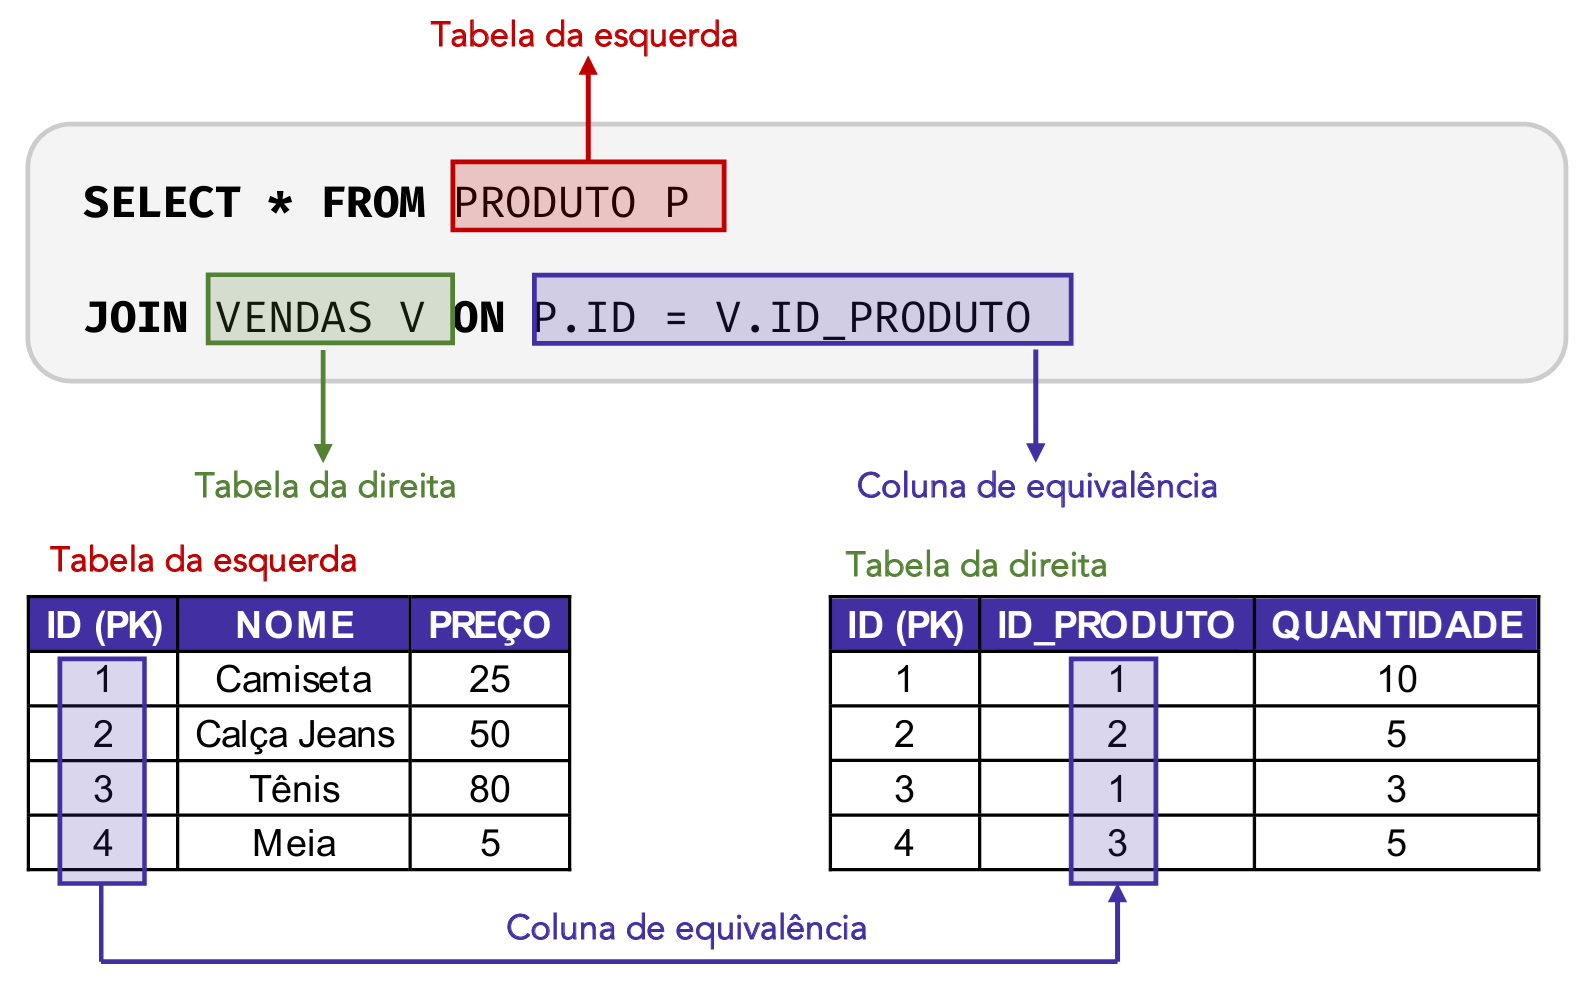 Tabela da esquerda
SELECT * FROM PRODUTO P
JOIN VENDAS V ON P.ID = V.ID_PRODUTO
Tabela da direita
Coluna de equivalência
Tabela da esquerda
ID (PK) NOME PREÇO
1 Camiseta 25
2 Calça Jeans 50
3 Tênis 80
4 Meia 5
Tabela da direita
ID (PK) ID_PRODUTO QUANTIDADE
1 1 10
2 2 5
3 1 3
4 3 5
Coluna de equivalência